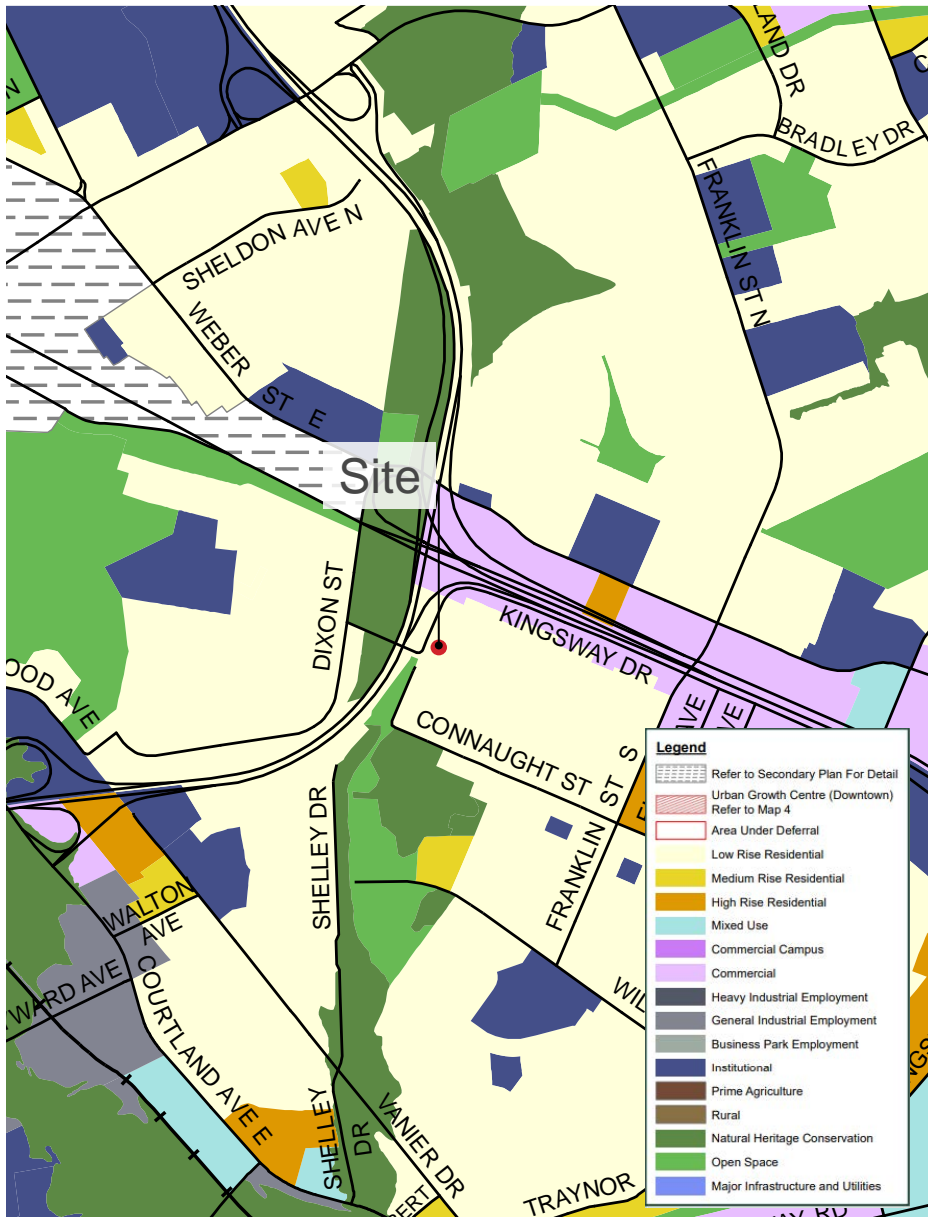 N
LAND DR
BRADLEY DR
FRANKLIN ST N
SHELDON AVE N
WEBER ST E
Site
DIXON ST
KINGSWAY DR
OOD AVE
CONNAUGHT ST
AVE
AVE
FRANKLIN ST S
SHELLEY DR
WALTON
AVE
WARD AVE
COURTLAND AVE E
WIL
SHELLEY
DR
VANIER DR
TRAYNOR
Legend
Refer to Secondary Plan For Detail
Urban Growth Centre (Downtown)
Refer to Map 4
Area Under Deferral
Low Rise Residential
Medium Rise Residential
High Rise Residential
Mixed Use
Commercial Campus
Commercial
Heavy Industrial Employment
General Industrial Employment
Business Park Employment
Institutional
Prime Agriculture
Rural
Natural Heritage Conservation
Open Space
Major Infrastructure and Utilities